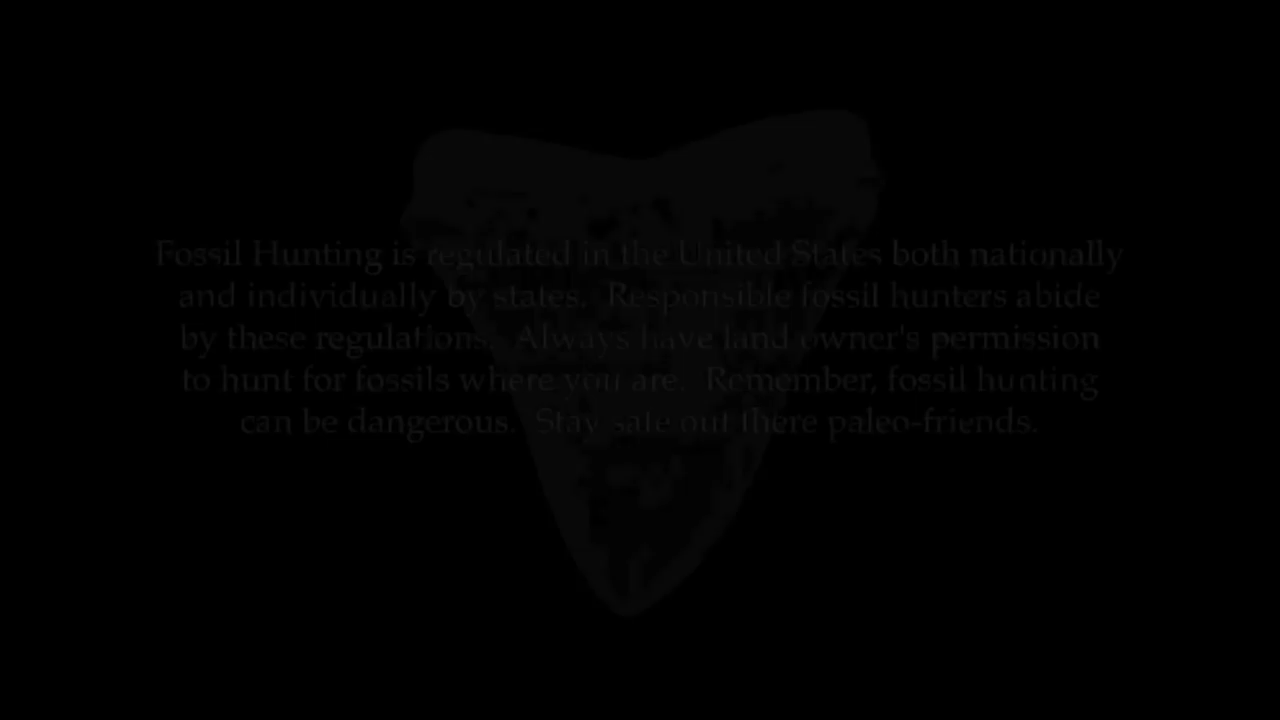 Fossil Hunting is regulated in the United States both nationally
and individually by states.  Responsible fossil hunters abide
by these regulations.  Always have land owner's permission
to hunt for fossils where you are.  Remember, fossil hunting
can be dangerous.  Stay safe out there paleo-friends.